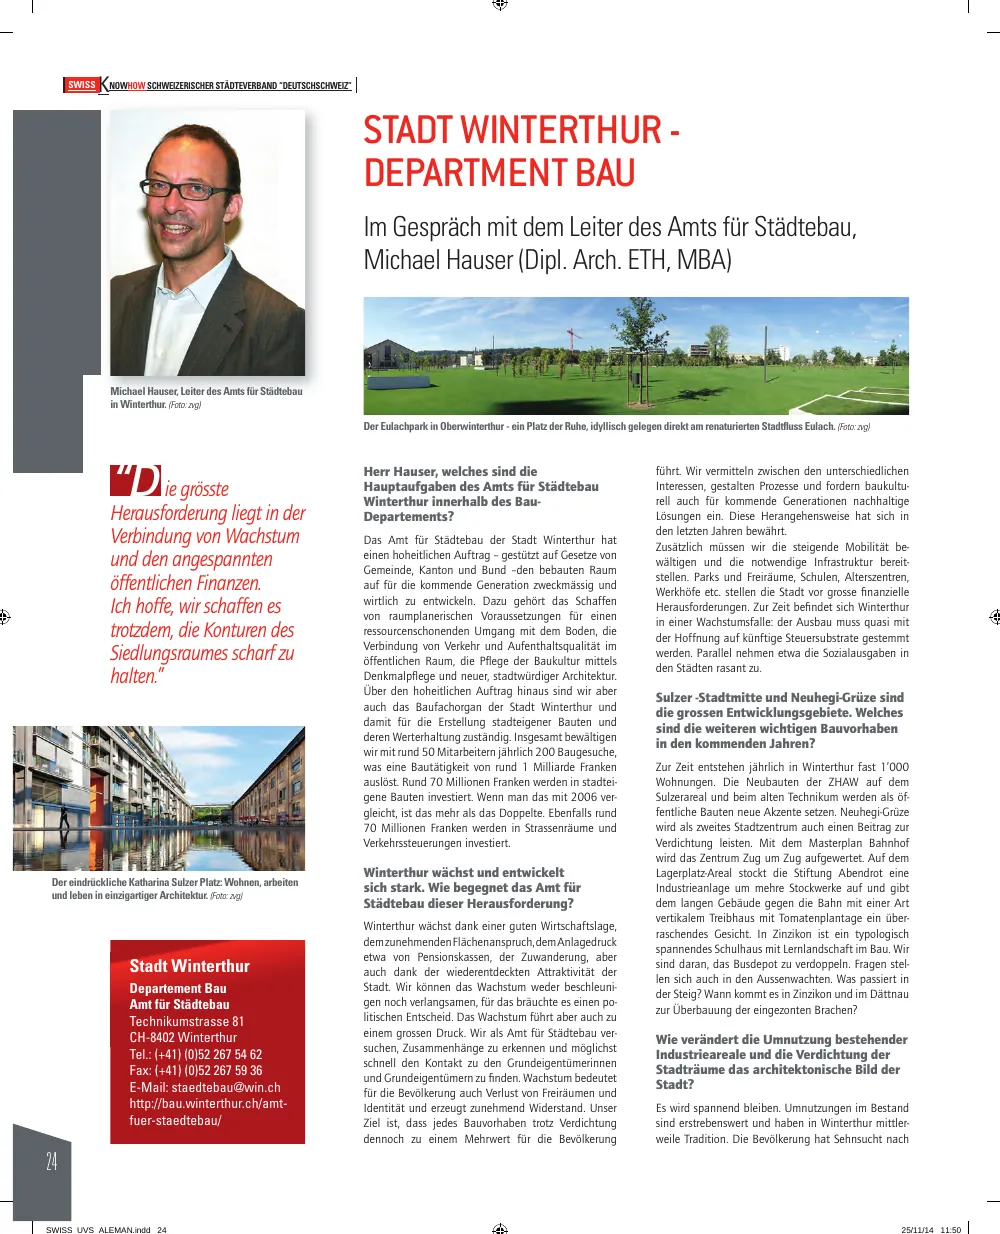 SWISS KNOWHOW SCHWEIZERISCHER STÄDTEVERBAND "DEUTSCHSCHWEIZ"
STADT WINTERTHUR -
DEPARTMENT BAU
Im Gespräch mit dem Leiter des Amts für Städtebau,
Michael Hauser (Dipl. Arch. ETH, MBA)
Michael Hauser, Leiter des Amts für Städtebau
in Winterthur. (Foto: zvg)
Der Eulachpark in Oberwinterthur - ein Platz der Ruhe, idyllisch gelegen direkt am renaturierten Stadtfluss Eulach. (Foto: zvg)
"Die grösste
Herausforderung liegt in der
Verbindung von Wachstum
und den angespannten
öffentlichen Finanzen.
Ich hoffe, wir schaffen es
trotzdem, die Konturen des
Siedlungsraumes scharf zu
halten."
Der eindrückliche Katharina Sulzer Platz: Wohnen, arbeiten
und leben in einzigartiger Architektur. (Foto: zvg)
Stadt Winterthur
Departement Bau
Amt für Städtebau
Technikumstrasse 81
CH-8402 Winterthur
Tel.: (+41) (0)52 267 54 62
Fax: (+41) (0)52 267 59 36
E-Mail: staedtebau@win.ch
http://bau.winterthur.ch/amt-
fuer-staedtebau/
Herr Hauser, welches sind die
Hauptaufgaben des Amts für Städtebau
Winterthur innerhalb des Bau-
Departements?
Das Amt für Städtebau der Stadt Winterthur hat
einen hoheitlichen Auftrag – gestützt auf Gesetze von
Gemeinde, Kanton und Bund –den bebauten Raum
auf für die kommende Generation zweckmässig und
wirtlich zu entwickeln. Dazu gehört das Schaffen
von raumplanerischen Voraussetzungen für einen
ressourcenschonenden Umgang mit dem Boden, die
Verbindung von Verkehr und Aufenthaltsqualität im
öffentlichen Raum, die Pflege der Baukultur mittels
Denkmalpflege und neuer, stadtwürdiger Architektur.
Über den hoheitlichen Auftrag hinaus sind wir aber
auch das Baufachorgan der Stadt Winterthur und
damit für die Erstellung stadteigener Bauten und
deren Werterhaltung zuständig. Insgesamt bewältigen
wir mit rund 50 Mitarbeitern jährlich 200 Baugesuche,
was eine Bautätigkeit von rund 1 Milliarde Franken
auslöst. Rund 70 Millionen Franken werden in stadtei-
gene Bauten investiert. Wenn man das mit 2006 ver-
gleicht, ist das mehr als das Doppelte. Ebenfalls rund
70 Millionen Franken werden in Strassenräume und
Verkehrssteuerungen investiert.
Winterthur wächst und entwickelt
sich stark. Wie begegnet das Amt für
Städtebau dieser Herausforderung?
Winterthur wächst dank einer guten Wirtschaftslage,
dem zunehmenden Flächenanspruch, dem Anlagedruck
etwa von Pensionskassen, der Zuwanderung, aber
auch dank der wiederentdeckten Attraktivität der
Stadt. Wir können das Wachstum weder beschleuni-
gen noch verlangsamen, für das bräuchte es einen po-
litischen Entscheid. Das Wachstum führt aber auch zu
einem grossen Druck. Wir als Amt für Städtebau ver-
suchen, Zusammenhänge zu erkennen und möglichst
schnell den Kontakt zu den Grundeigentümerinnen
und Grundeigentümern zu finden. Wachstum bedeutet
für die Bevölkerung auch Verlust von Freiräumen und
Identität und erzeugt zunehmend Widerstand. Unser
Ziel ist, dass jedes Bauvorhaben trotz Verdichtung
dennoch zu einem Mehrwert für die Bevölkerung
führt. Wir vermitteln zwischen den unterschiedlichen
Interessen, gestalten Prozesse und fordern baukultu-
rell auch für kommende Generationen nachhaltige
Lösungen ein. Diese Herangehensweise hat sich in
den letzten Jahren bewährt.
Zusätzlich müssen wir die steigende Mobilität be-
wältigen und die notwendige Infrastruktur bereit-
stellen. Parks und Freiräume, Schulen, Alterszentren,
Werkhöfe etc. stellen die Stadt vor grosse finanzielle
Herausforderungen. Zur Zeit befindet sich Winterthur
in einer Wachstumsfalle: der Ausbau muss quasi mit
der Hoffnung auf künftige Steuersubstrate gestemmt
werden. Parallel nehmen etwa die Sozialausgaben in
den Städten rasant zu.
Sulzer -Stadtmitte und Neuhegi-Grüze sind
die grossen Entwicklungsgebiete. Welches
sind die weiteren wichtigen Bauvorhaben
in den kommenden Jahren?
Zur Zeit entstehen jährlich in Winterthur fast 1'000
Wohnungen. Die Neubauten der ZHAW auf dem
Sulzerareal und beim alten Technikum werden als öf-
fentliche Bauten neue Akzente setzen. Neuhegi-Grüze
wird als zweites Stadtzentrum auch einen Beitrag zur
Verdichtung leisten. Mit dem Masterplan Bahnhof
wird das Zentrum Zug um Zug aufgewertet. Auf dem
Lagerplatz-Areal stockt die Stiftung Abendrot eine
Industrieanlage um mehre Stockwerke auf und gibt
dem langen Gebäude gegen die Bahn mit einer Art
vertikalem Treibhaus mit Tomatenplantage ein über-
raschendes Gesicht. In Zinzikon ist ein typologisch
spannendes Schulhaus mit Lernlandschaft im Bau. Wir
sind daran, das Busdepot zu verdoppeln. Fragen stel-
len sich auch in den Aussenwachten. Was passiert in
der Steig? Wann kommt es in Zinzikon und im Dättnau
zur Überbauung der eingezonten Brachen?
Wie verändert die Umnutzung bestehender
Industrieareale und die Verdichtung der
Stadträume das architektonische Bild der
Stadt?
Es wird spannend bleiben. Umnutzungen im Bestand
sind erstrebenswert und haben in Winterthur mittler-
weile Tradition. Die Bevölkerung hat Sehnsucht nach
24
SWISS_UVS_ALEMAN.indd 24
25/11/14 11:50